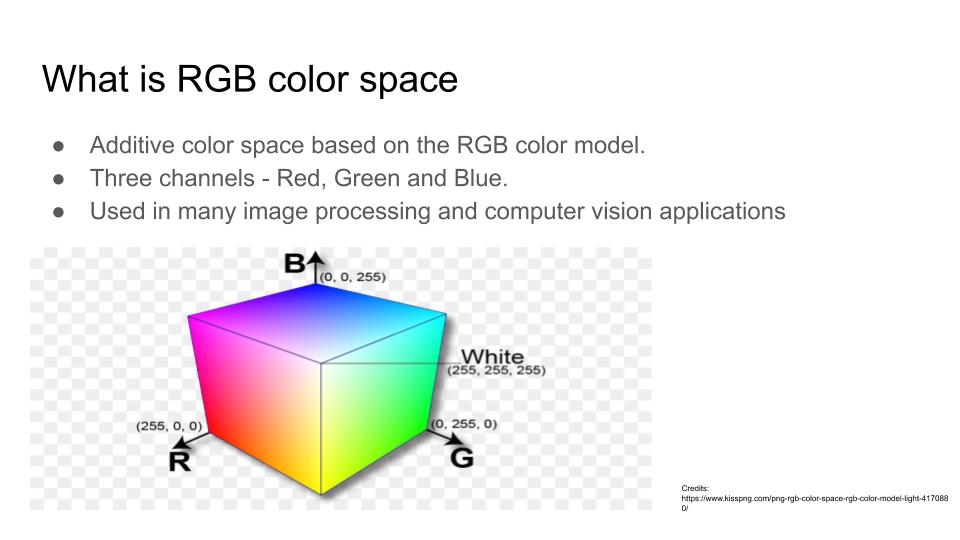 What is RGB color space
● Additive color space based on the RGB color model.
● Three channels - Red, Green and Blue.
● Used in many image processing and computer vision applications
B
(0, 0, 255)
White
(255, 255, 255)
(255, 0, 0)
(0, 255, 0)
R
G
Credits:
https://www.kisspng.com/png-rgb-color-space-rgb-color-model-light-417088
0/